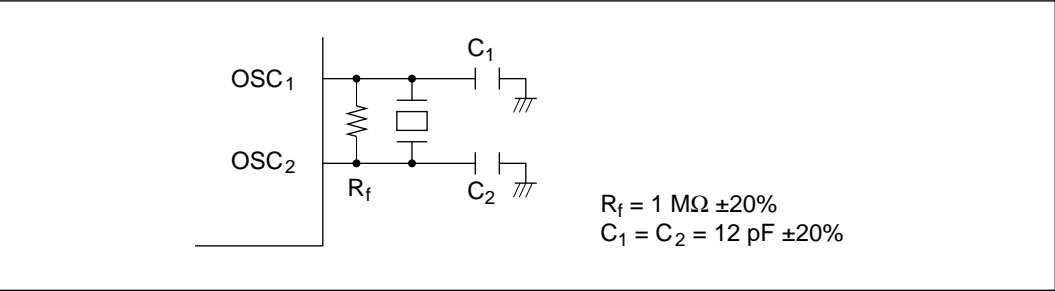 C1
OSC1
OSC2
Rf
C2
Rf = 1 MΩ ±20%
C1 = C2 = 12 pF ±20%